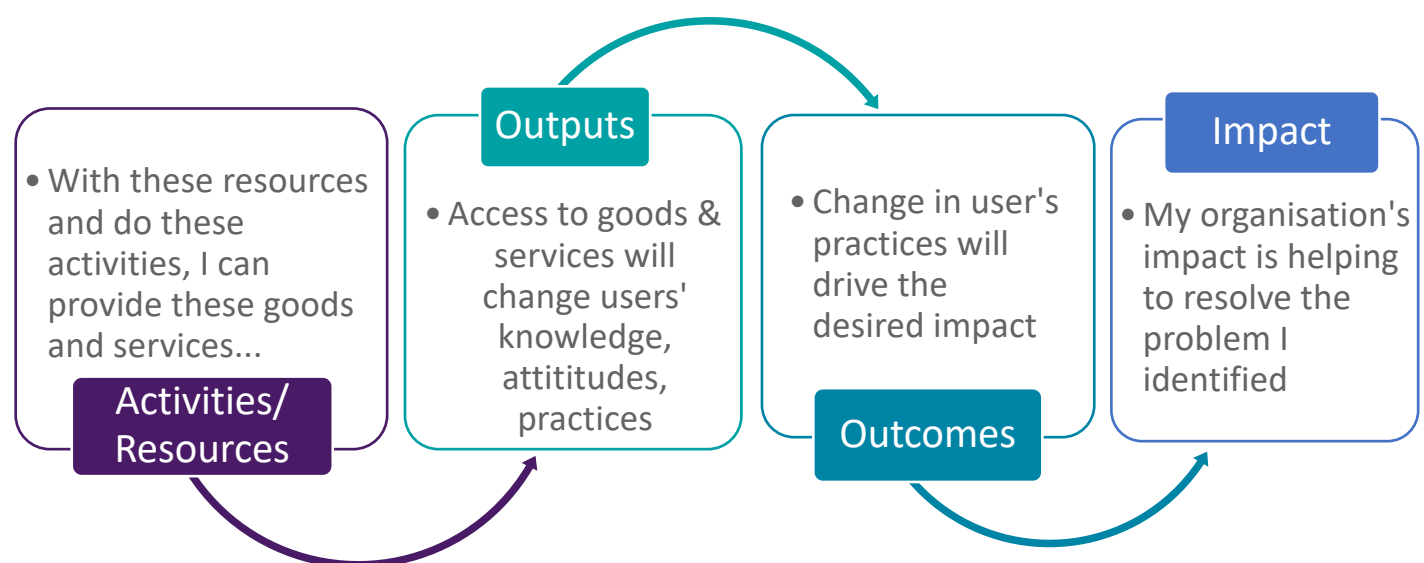 • With these resources
and do these
activities, I can
provide these goods
and services...
Activities/
Resources
Outputs
• Access to goods &
services will
change users'
knowledge,
attititudes,
practices
• Change in user's
practices will
drive the
desired impact
Outcomes
Impact
• My organisation's
impact is helping
to resolve the
problem I
identified